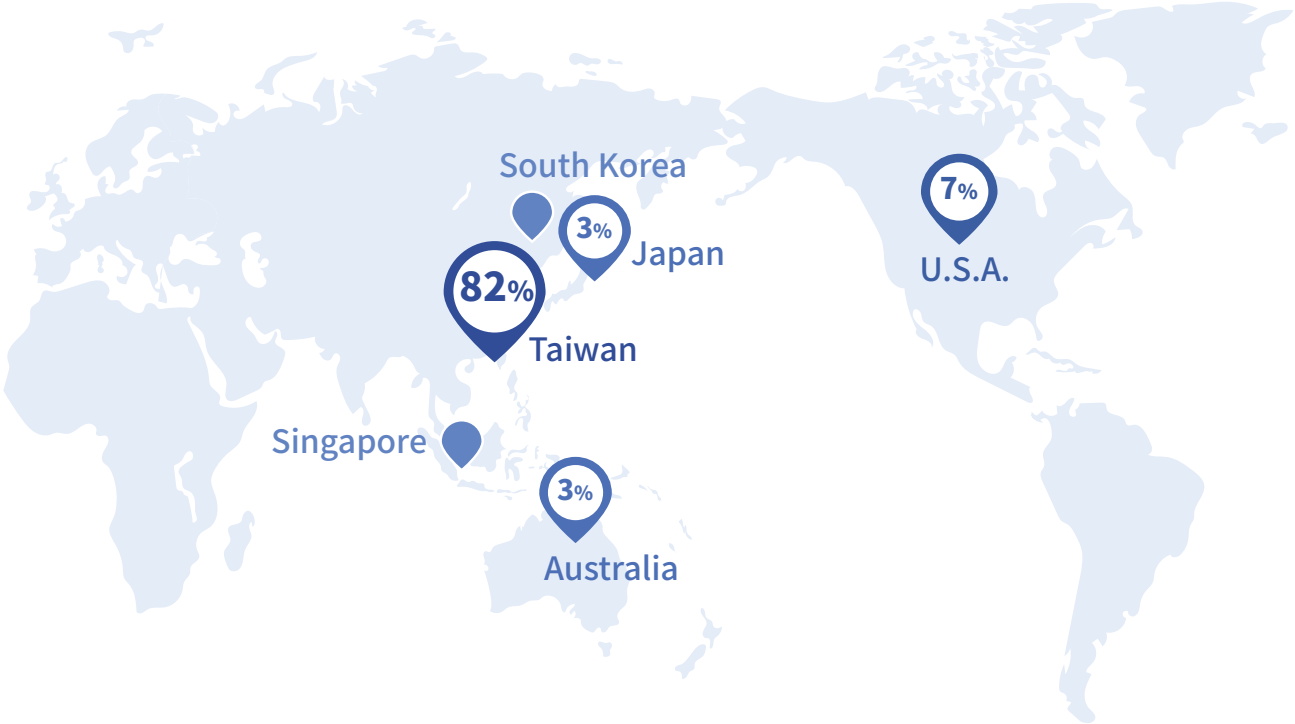 South Korea
7%
3%
Japan
U.S.A.
82%
Taiwan
Singapore
3%
Australia